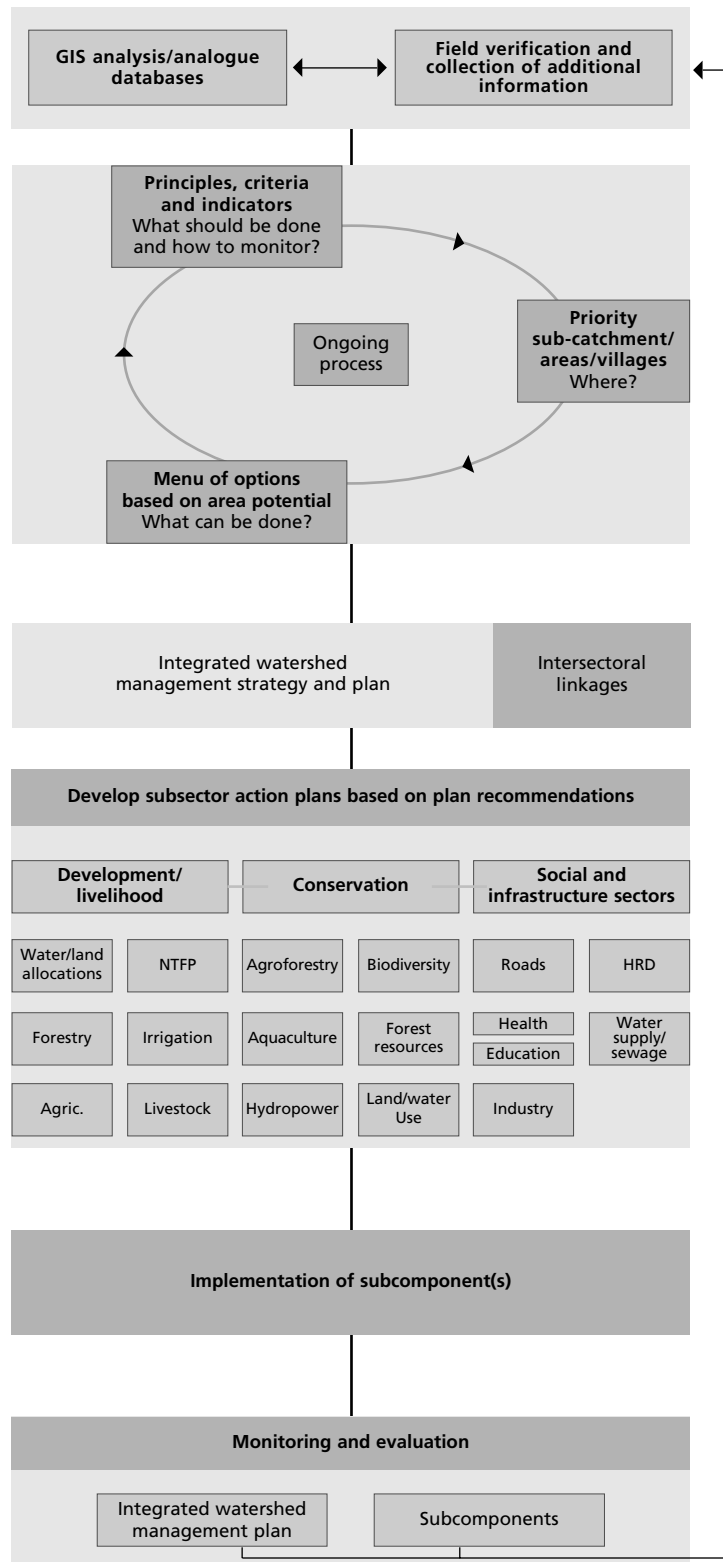 GIS analysis/analogue
databases
Field verification and
collection of additional
information
Principles, criteria
and indicators
What should be done
and how to monitor?
Ongoing
process
Priority
sub-catchment/
areas/villages
Where?
Menu of options
based on area potential
What can be done?
Integrated watershed
management strategy and plan
Intersectoral
linkages
Develop subsector action plans based on plan recommendations
Development/
livelihood
Conservation
Social and
infrastructure sectors
Water/land
allocations
NTFP
Agroforestry
Biodiversity
Roads
HRD
Forestry
Irrigation
Aquaculture
Forest
resources
Health
Education
Water
supply/
sewage
Agric.
Livestock
Hydropower
Land/water
Use
Industry
Implementation of subcomponent(s)
Monitoring and evaluation
Integrated watershed
management plan
Subcomponents